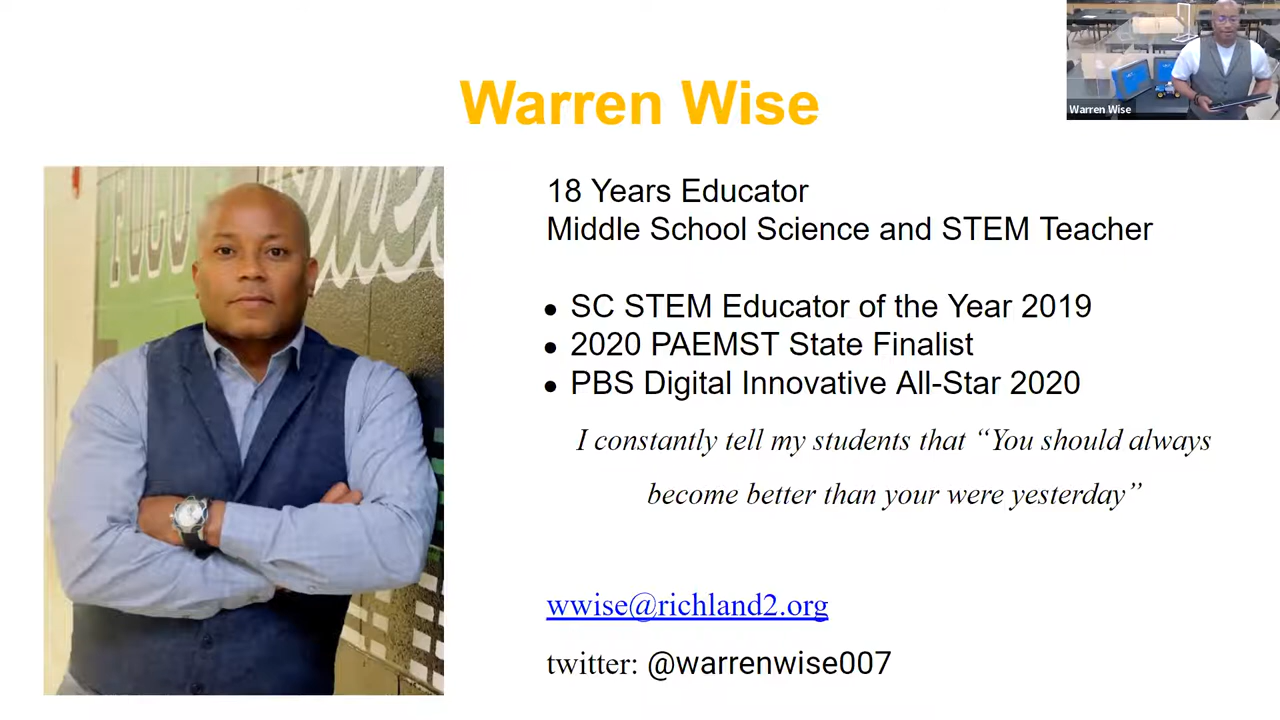 Warren Wise
Warren Wise
18 Years Educator
Middle School Science and STEM Teacher
● SC STEM Educator of the Year 2019
● 2020 PAEMST State Finalist
● PBS Digital Innovative All-Star 2020
I constantly tell my students that “You should always
become better than your were yesterday”
wwise@richland2.org
twitter: @warrenwise007